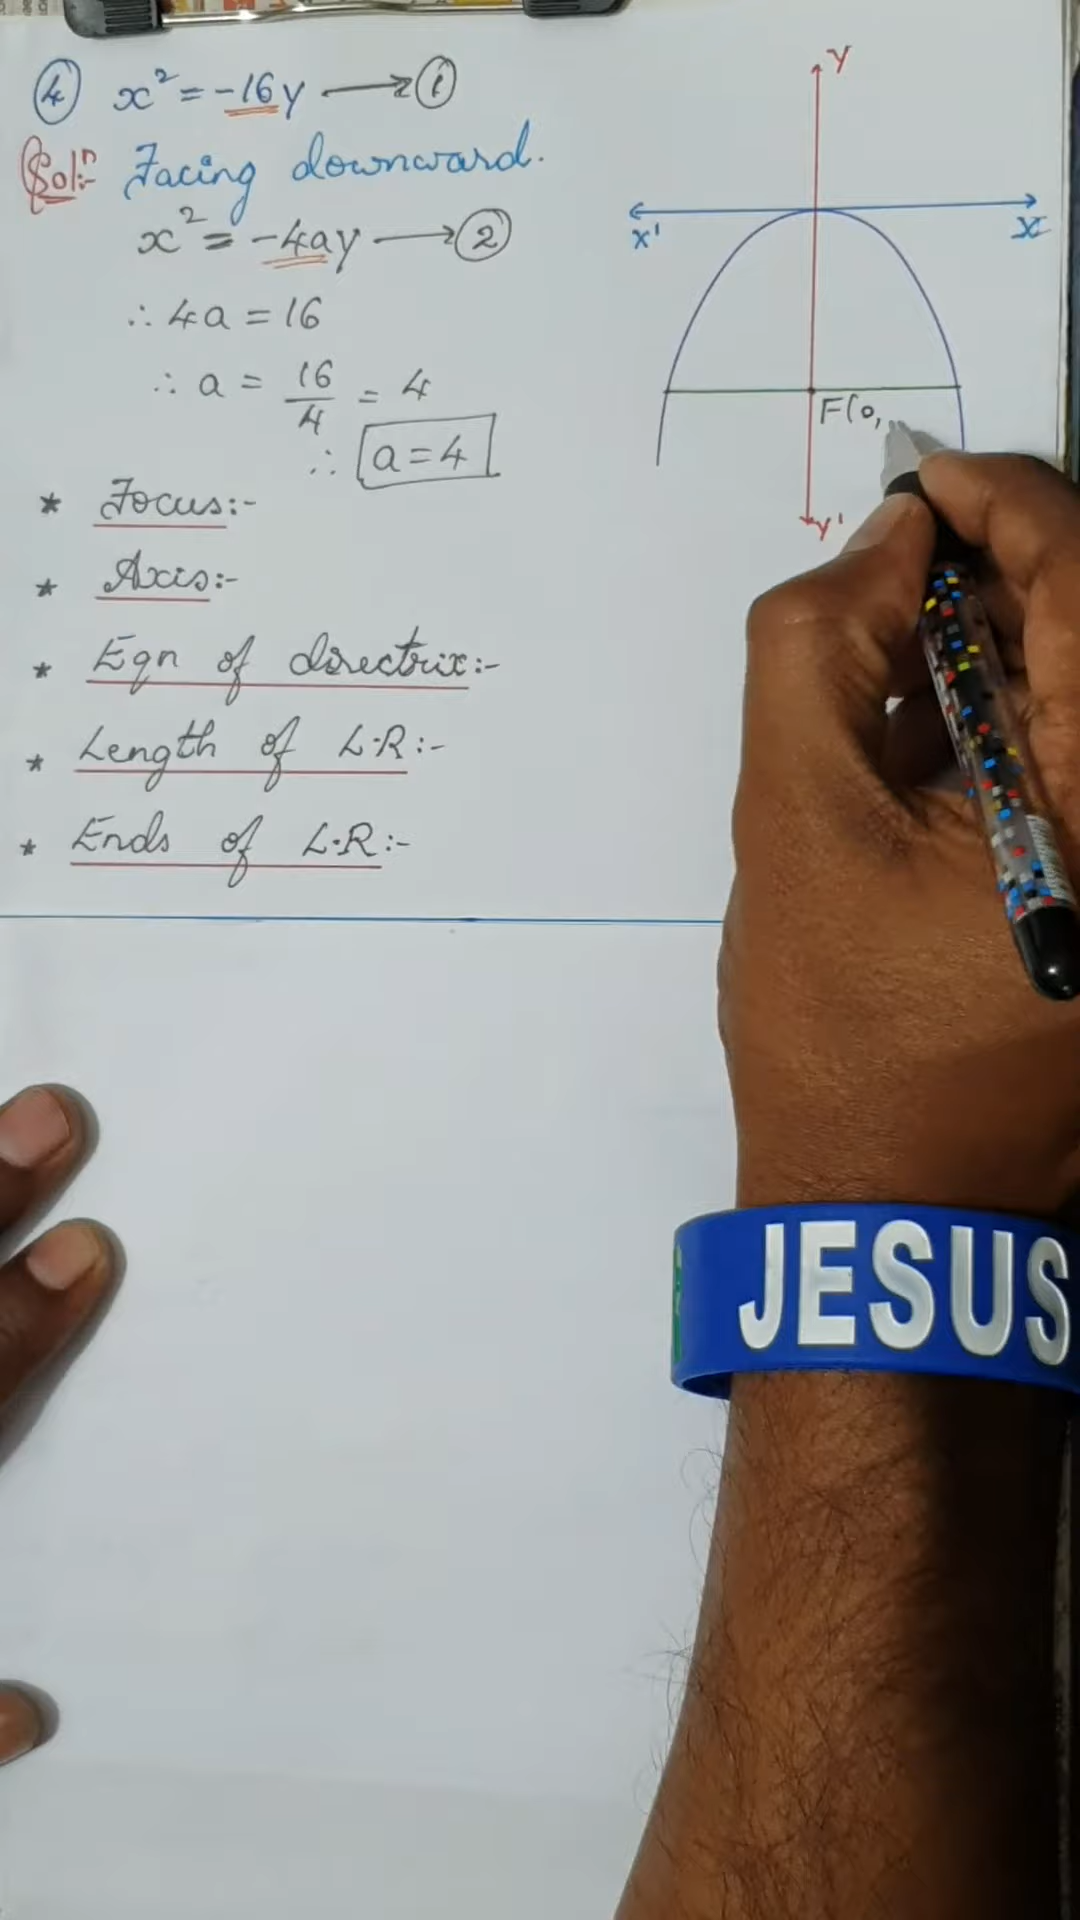 ④ x² = -16y ⟶ ①
Solⁿ:- Facing downward.
x² = -4ay ⟶ ②
∴ 4a = 16
∴ a = 16/4 = 4
∴ a = 4
* Focus:-
* Axis:-
* Eqn of directrix:-
* Length of L.R:-
* Ends of L.R:-
Y
X'
X
F(0,
Y'
JESUS